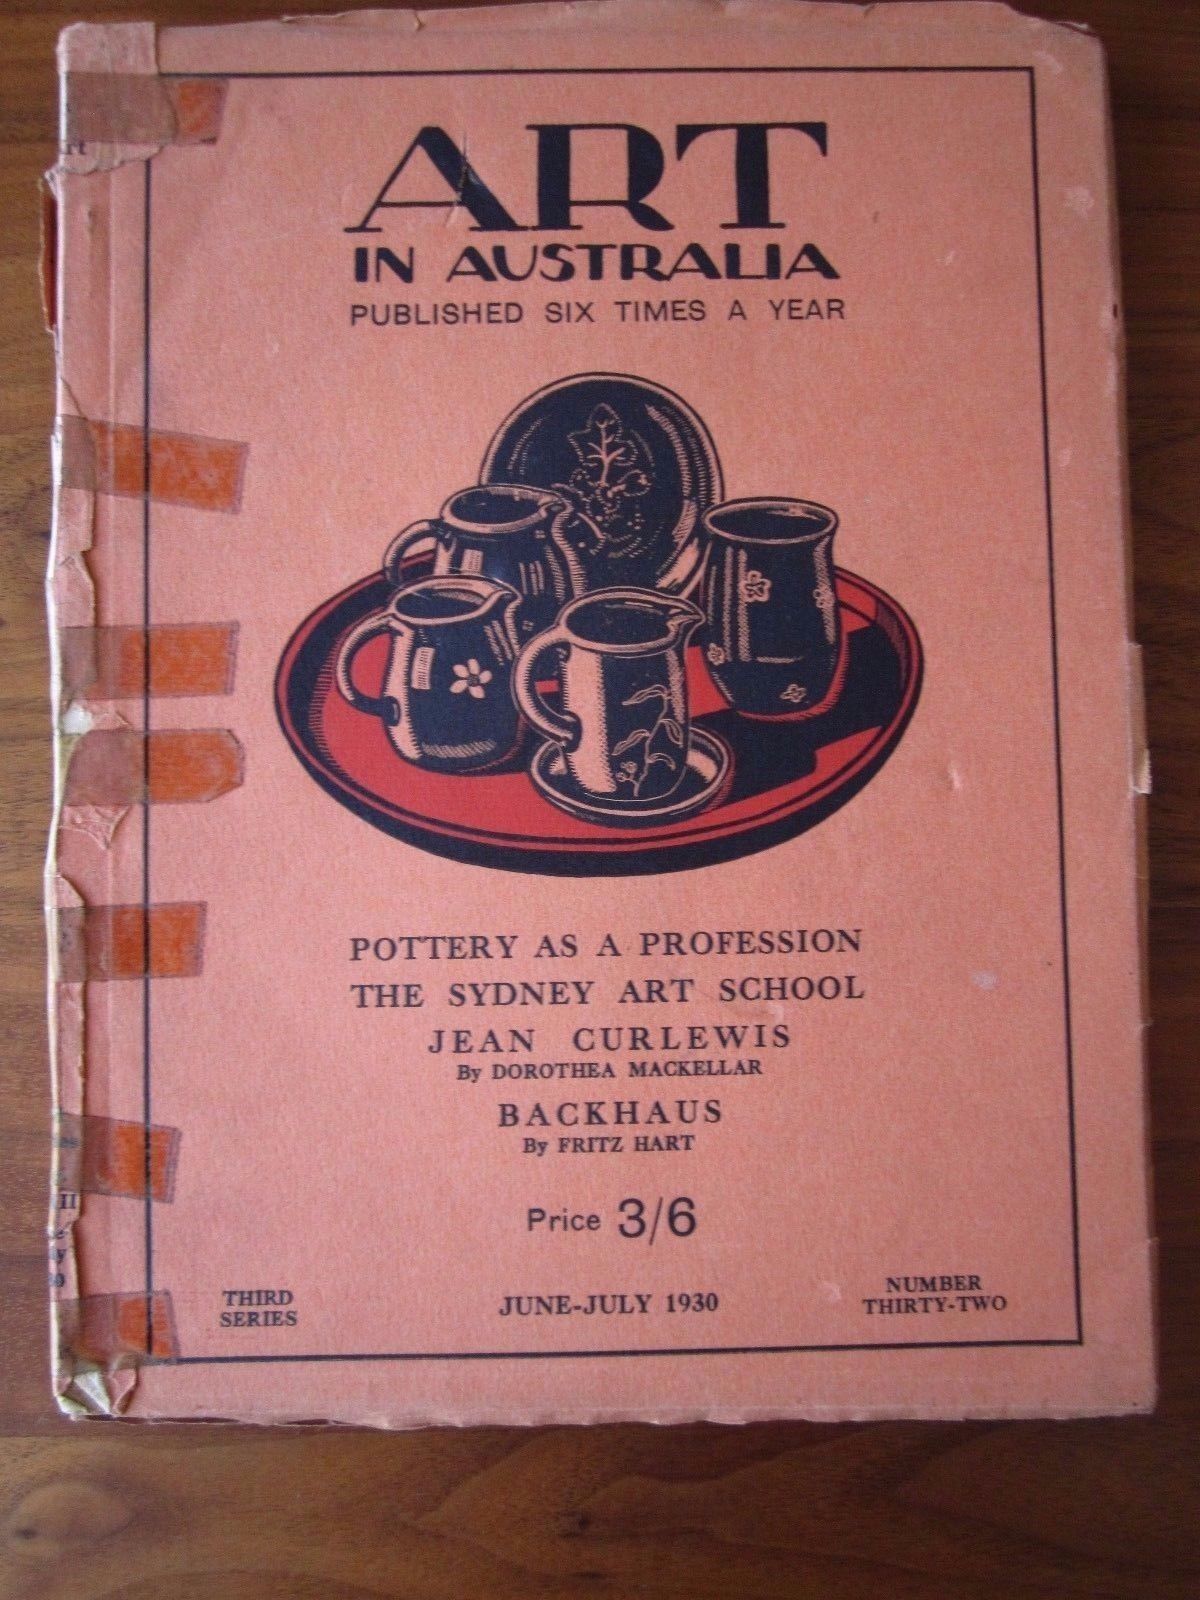 ART
IN AUSTRALIA
PUBLISHED SIX TIMES A YEAR
POTTERY AS A PROFESSION
THE SYDNEY ART SCHOOL
JEAN CURLEWIS
By DOROTHEA MACKELLAR
BACKHAUS
By FRITZ HART
Price 3/6
THIRD
SERIES
JUNE-JULY 1930
NUMBER
THIRTY-TWO